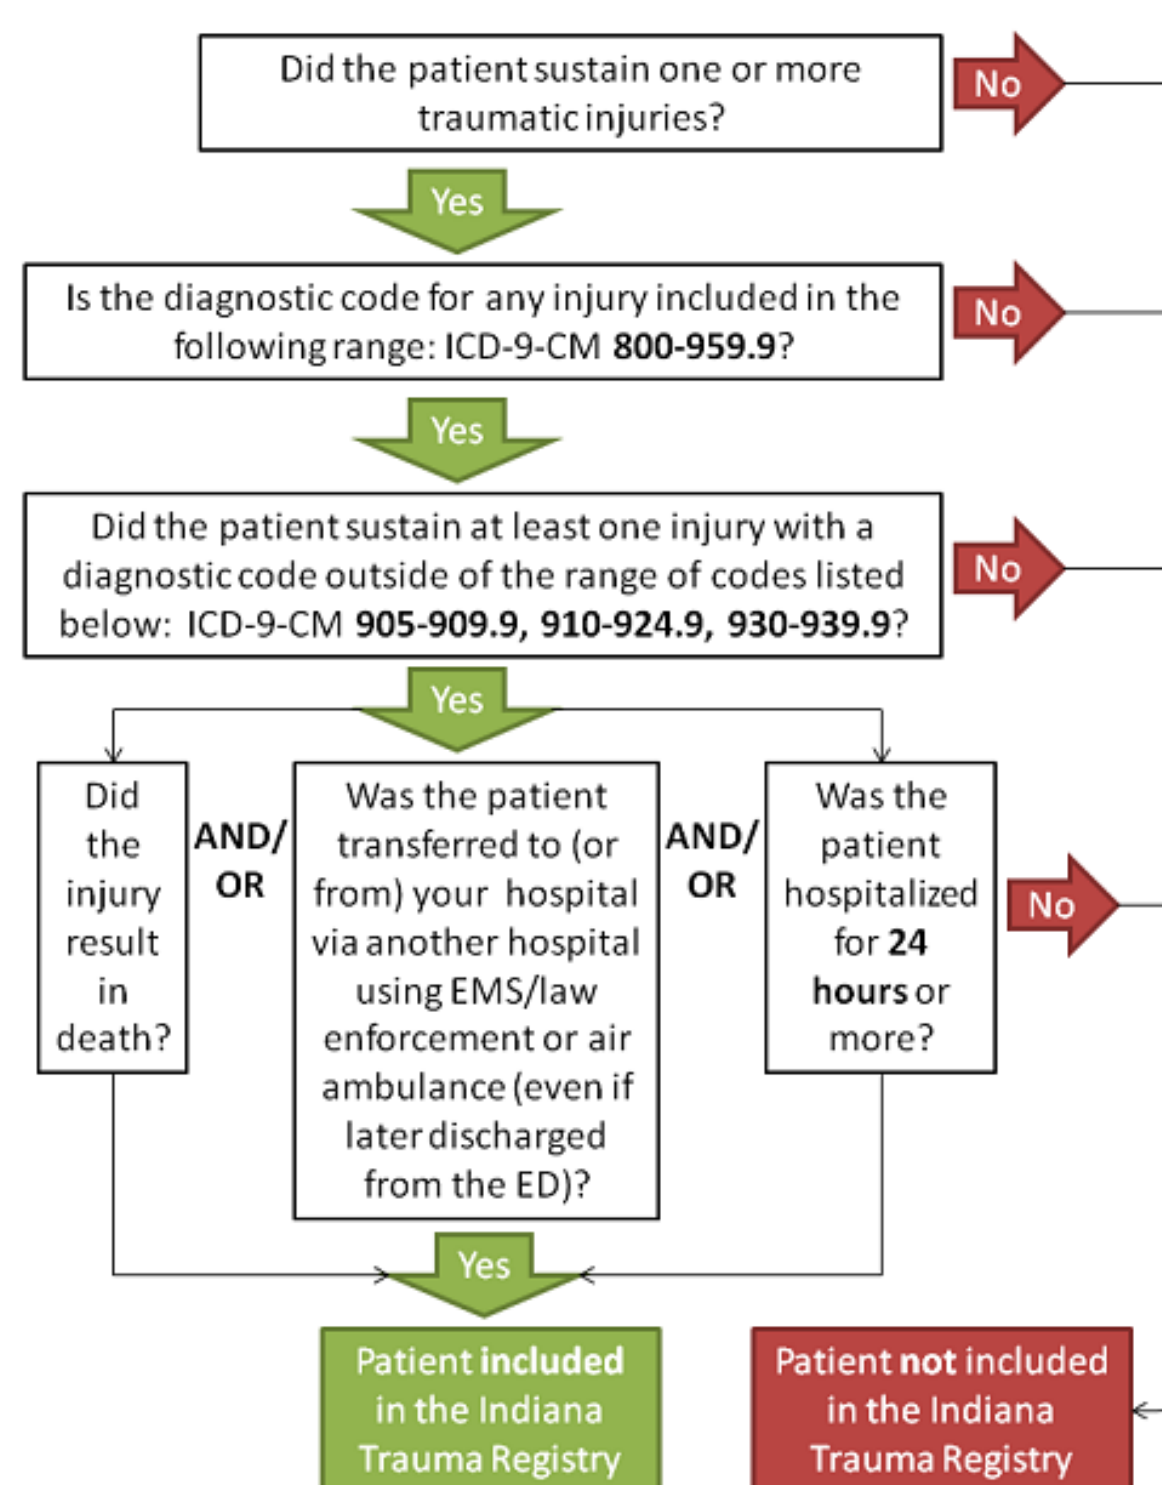 Did the patient sustain one or more
traumatic injuries?
No
Yes
Is the diagnostic code for any injury included in the
following range: ICD-9-CM 800-959.9?
No
Yes
Did the patient sustain at least one injury with a
diagnostic code outside of the range of codes listed
below: ICD-9-CM 905-909.9, 910-924.9, 930-939.9?
No
Yes
Did
the
injury
result
in
death?
AND/
OR
Was the patient
transferred to (or
from) your hospital
via another hospital
using EMS/law
enforcement or air
ambulance (even if
later discharged
from the ED)?
AND/
OR
Was the
patient
hospitalized
for 24
hours or
more?
No
Yes
Patient included
in the Indiana
Trauma Registry
Patient not included
in the Indiana
Trauma Registry